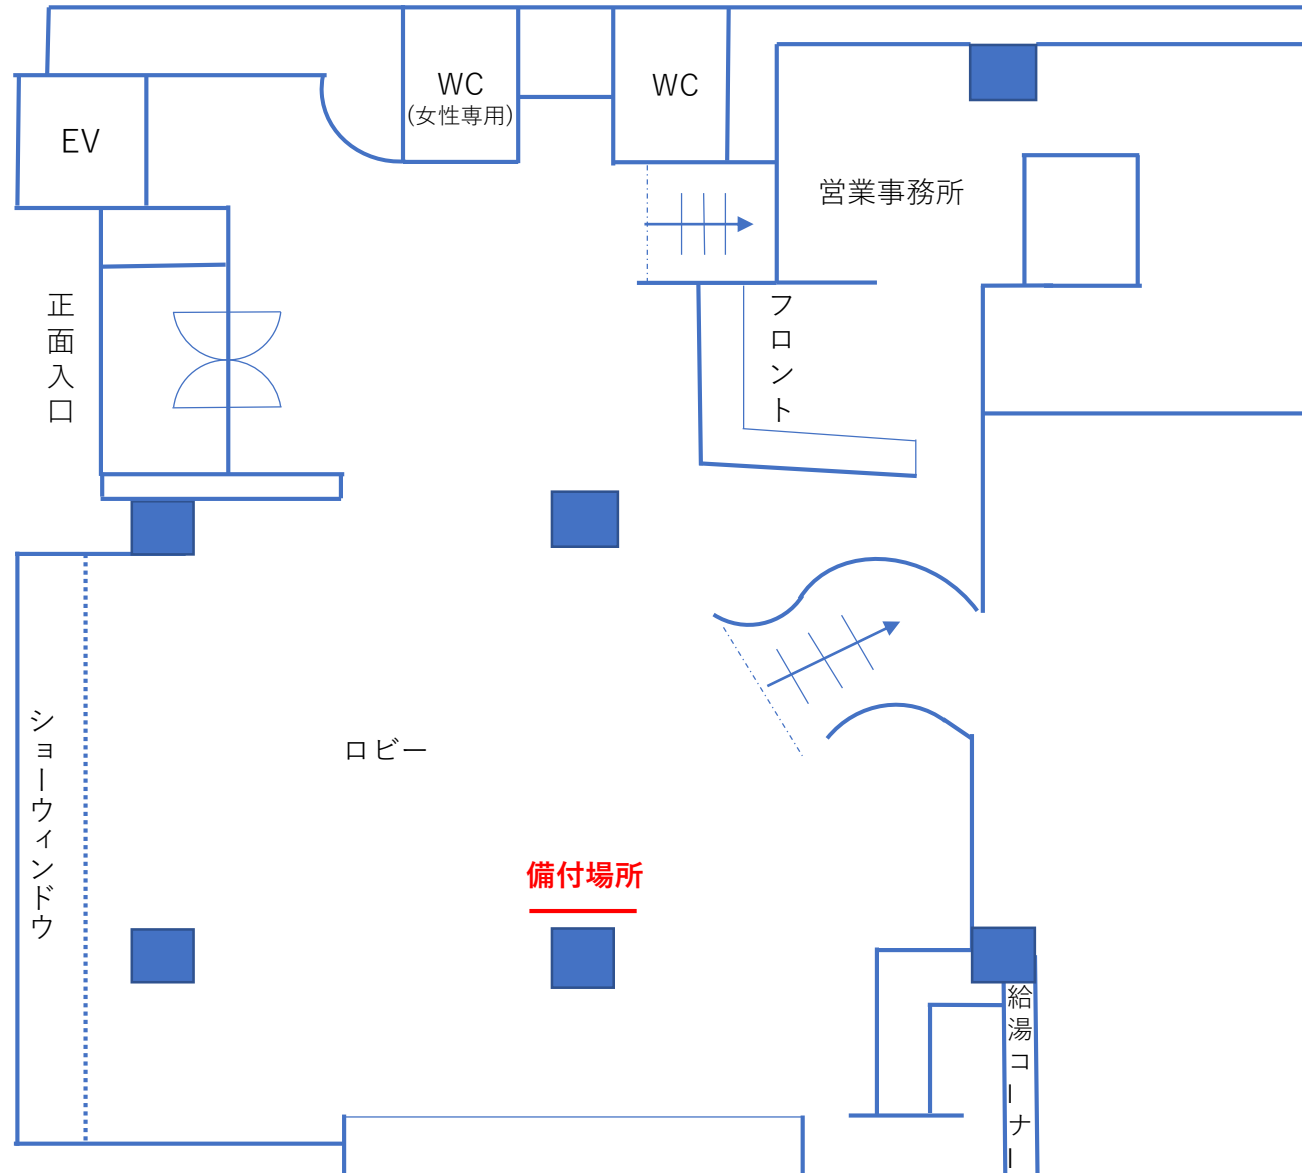 WC
(女性専用)
WC
EV
営業事務所
正面入口
フロント
ショーウィンドウ
ロビー
備付場所
給湯コーナー